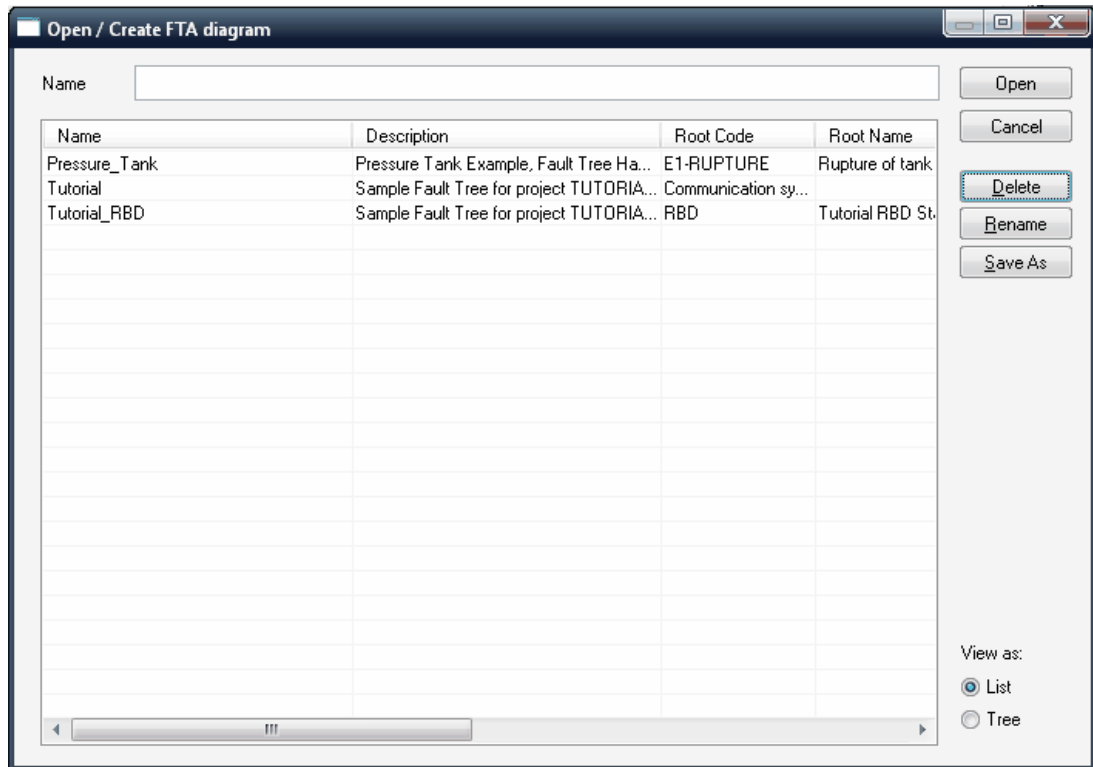 Open / Create FTA diagram
Name
Open
Cancel
Name Description Root Code Root Name
Pressure_Tank Pressure Tank Example, Fault Tree Ha... E1-RUPTURE Rupture of tank
Tutorial Sample Fault Tree for project TUTORIA... Communication sy...
Tutorial_RBD Sample Fault Tree for project TUTORIA... RBD Tutorial RBD St
Delete
Rename
Save As
View as:
List
Tree